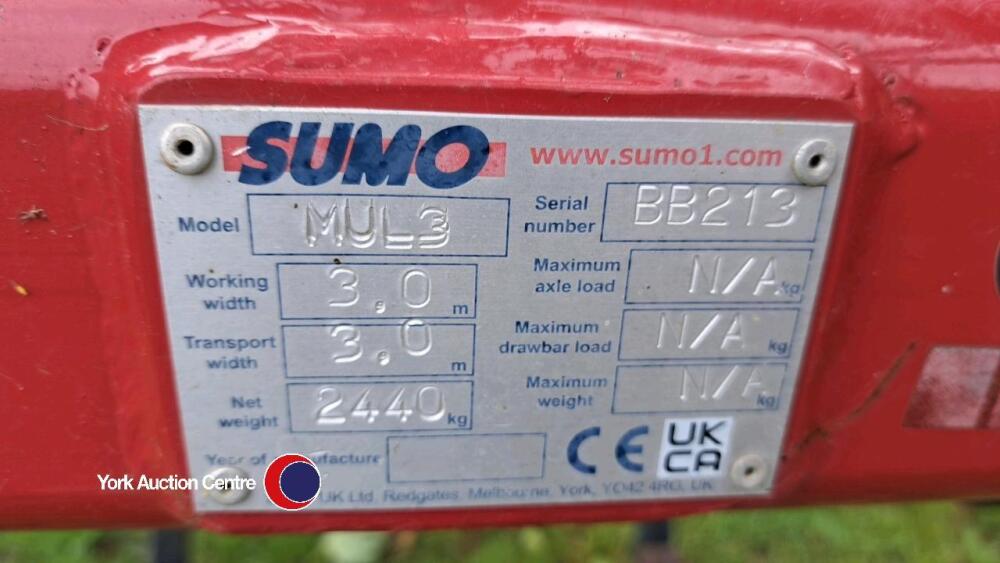 SUMO www.sumo1.com
Model MUL3
Serial number BB213
Working width 3.0 m
Maximum axle load N/A kg
Transport width 3.0 m
Maximum drawbar load N/A kg
Net weight 2440 kg
Maximum weight N/A kg
Year of manufacture
CE UK CA
UK Ltd. Redgates, Melbourne, York, YO42 4RG, UK
York Auction Centre